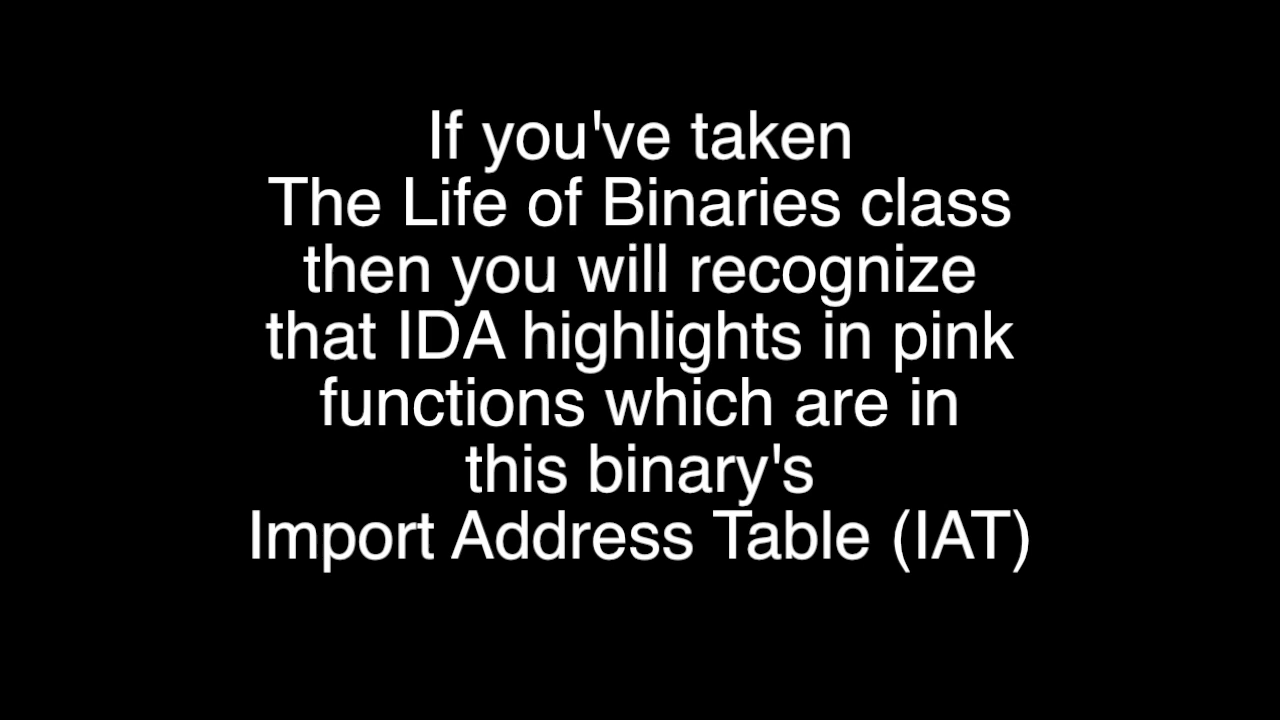 If you've taken
The Life of Binaries class
then you will recognize
that IDA highlights in pink
functions which are in
this binary's
Import Address Table (IAT)